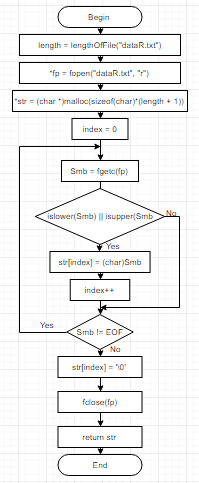 Begin
length = lengthOfFile("dataR.txt")
*fp = fopen("dataR.txt", "r")
*str = (char *)malloc(sizeof(char)*(length + 1))
index = 0
Smb = fgetc(fp)
islower(Smb) || isupper(Smb
No
Yes
str[index] = (char)Smb
index++
Yes
Smb != EOF
No
str[index] = '\0'
fclose(fp)
return str
End